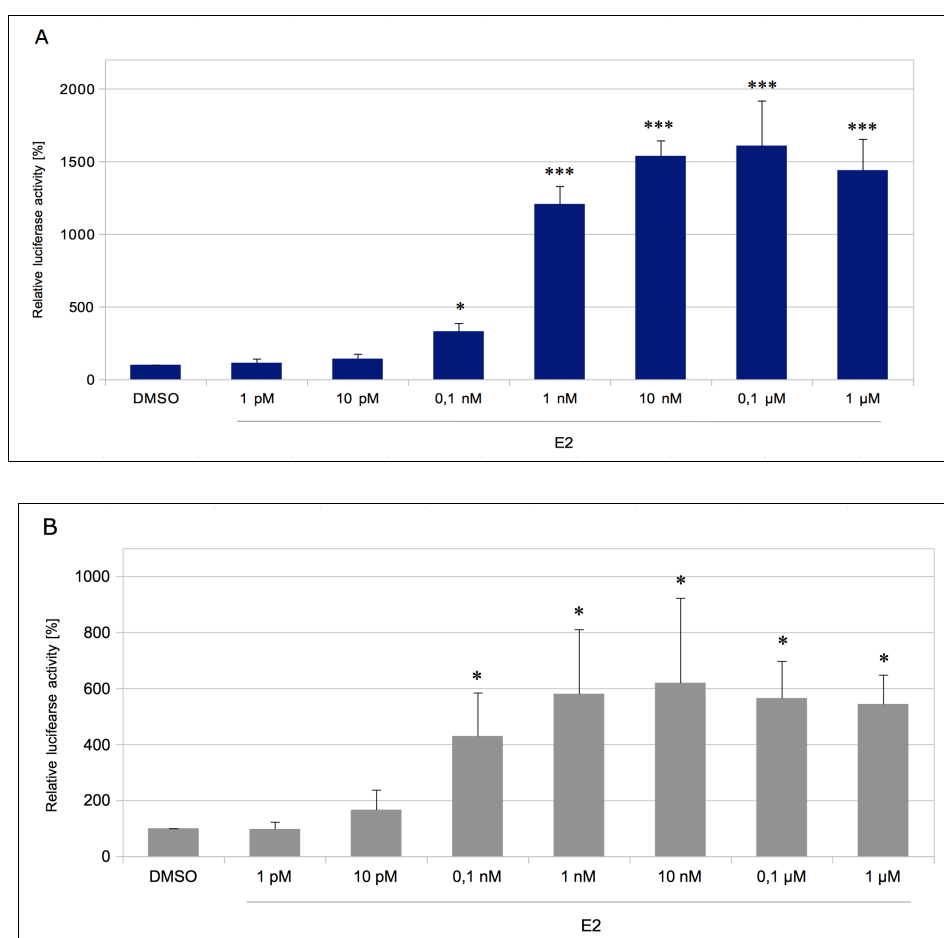 A
Relative luciferase activity [%]
2000
1500
1000
500
0
*
***
***
***
***
DMSO 1 pM 10 pM 0,1 nM 1 nM 10 nM 0,1 µM 1 µM
E2
B
Relative lucifearse activity [%]
1000
800
600
400
200
0
*
*
*
*
*
DMSO 1 pM 10 pM 0,1 nM 1 nM 10 nM 0,1 µM 1 µM
E2